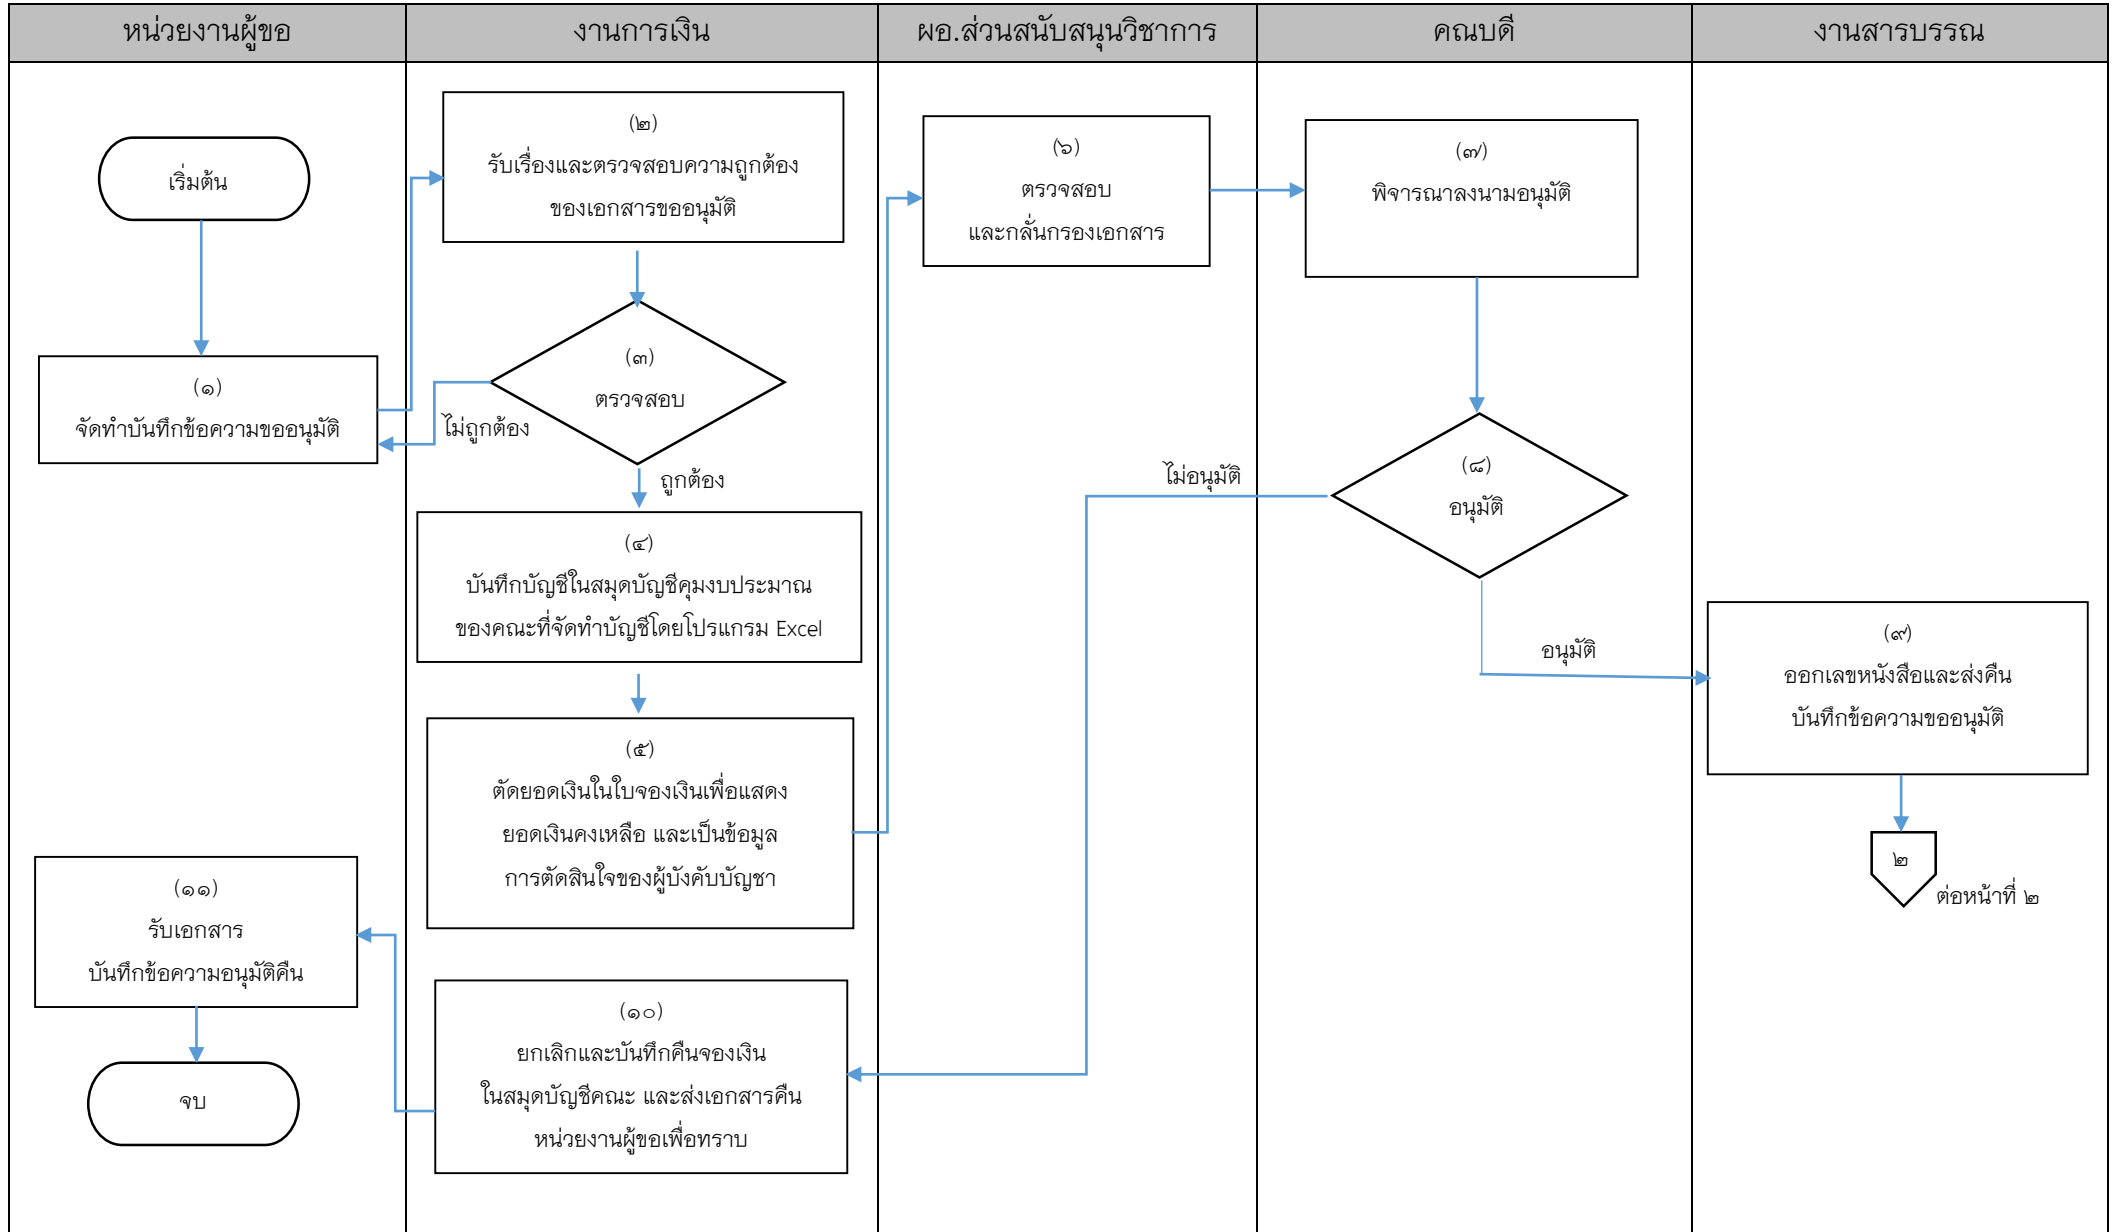 หน่วยงานผู้ขอ
งานการเงิน
ผอ.ส่วนสนับสนุนวิชาการ
คณบดี
งานสารบรรณ
เริ่มต้น
(๑)
จัดทำบันทึกข้อความขออนุมัติ
(๒)
รับเรื่องและตรวจสอบความถูกต้อง
ของเอกสารขออนุมัติ
(๓)
ตรวจสอบ
ไม่ถูกต้อง
ถูกต้อง
(๔)
บันทึกบัญชีในสมุดบัญชีคุมงบประมาณ
ของคณะที่จัดทำบัญชีโดยโปรแกรม Excel
(๕)
ตัดยอดเงินในใบจองเงินเพื่อแสดง
ยอดเงินคงเหลือ และเป็นข้อมูล
การตัดสินใจของผู้บังคับบัญชา
(๖)
ตรวจสอบ
และกลั่นกรองเอกสาร
(๗)
พิจารณาลงนามอนุมัติ
(๘)
อนุมัติ
ไม่อนุมัติ
อนุมัติ
(๙)
ออกเลขหนังสือและส่งคืน
บันทึกข้อความขออนุมัติ
๒
ต่อหน้าที่ ๒
(๑๐)
ยกเลิกและบันทึกคืนจองเงิน
ในสมุดบัญชีคณะ และส่งเอกสารคืน
หน่วยงานผู้ขอเพื่อทราบ
(๑๑)
รับเอกสาร
บันทึกข้อความอนุมัติคืน
จบ